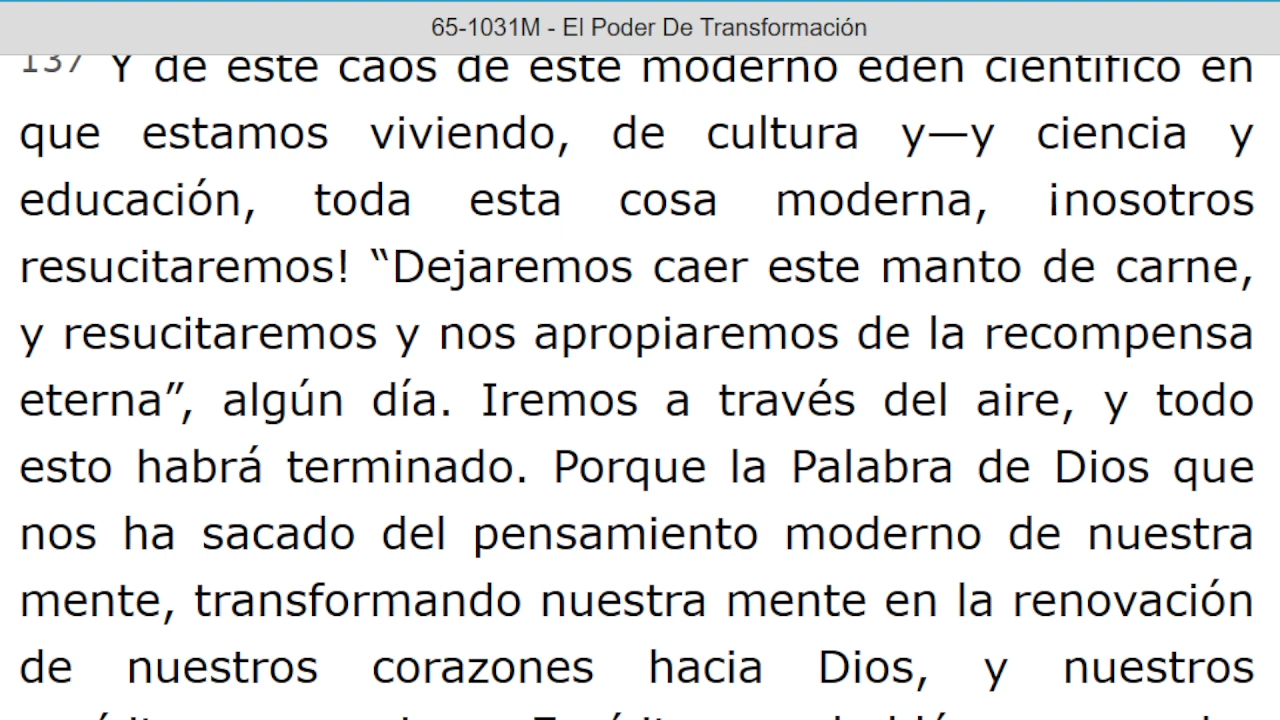 65-1031M - El Poder De Transformación
137 Y de este caos de este moderno edén científico en
que estamos viviendo, de cultura y—y ciencia y
educación, toda esta cosa moderna, ¡nosotros
resucitaremos! “Dejaremos caer este manto de carne,
y resucitaremos y nos apropiaremos de la recompensa
eterna”, algún día. Iremos a través del aire, y todo
esto habrá terminado. Porque la Palabra de Dios que
nos ha sacado del pensamiento moderno de nuestra
mente, transformando nuestra mente en la renovación
de nuestros corazones hacia Dios, y nuestros